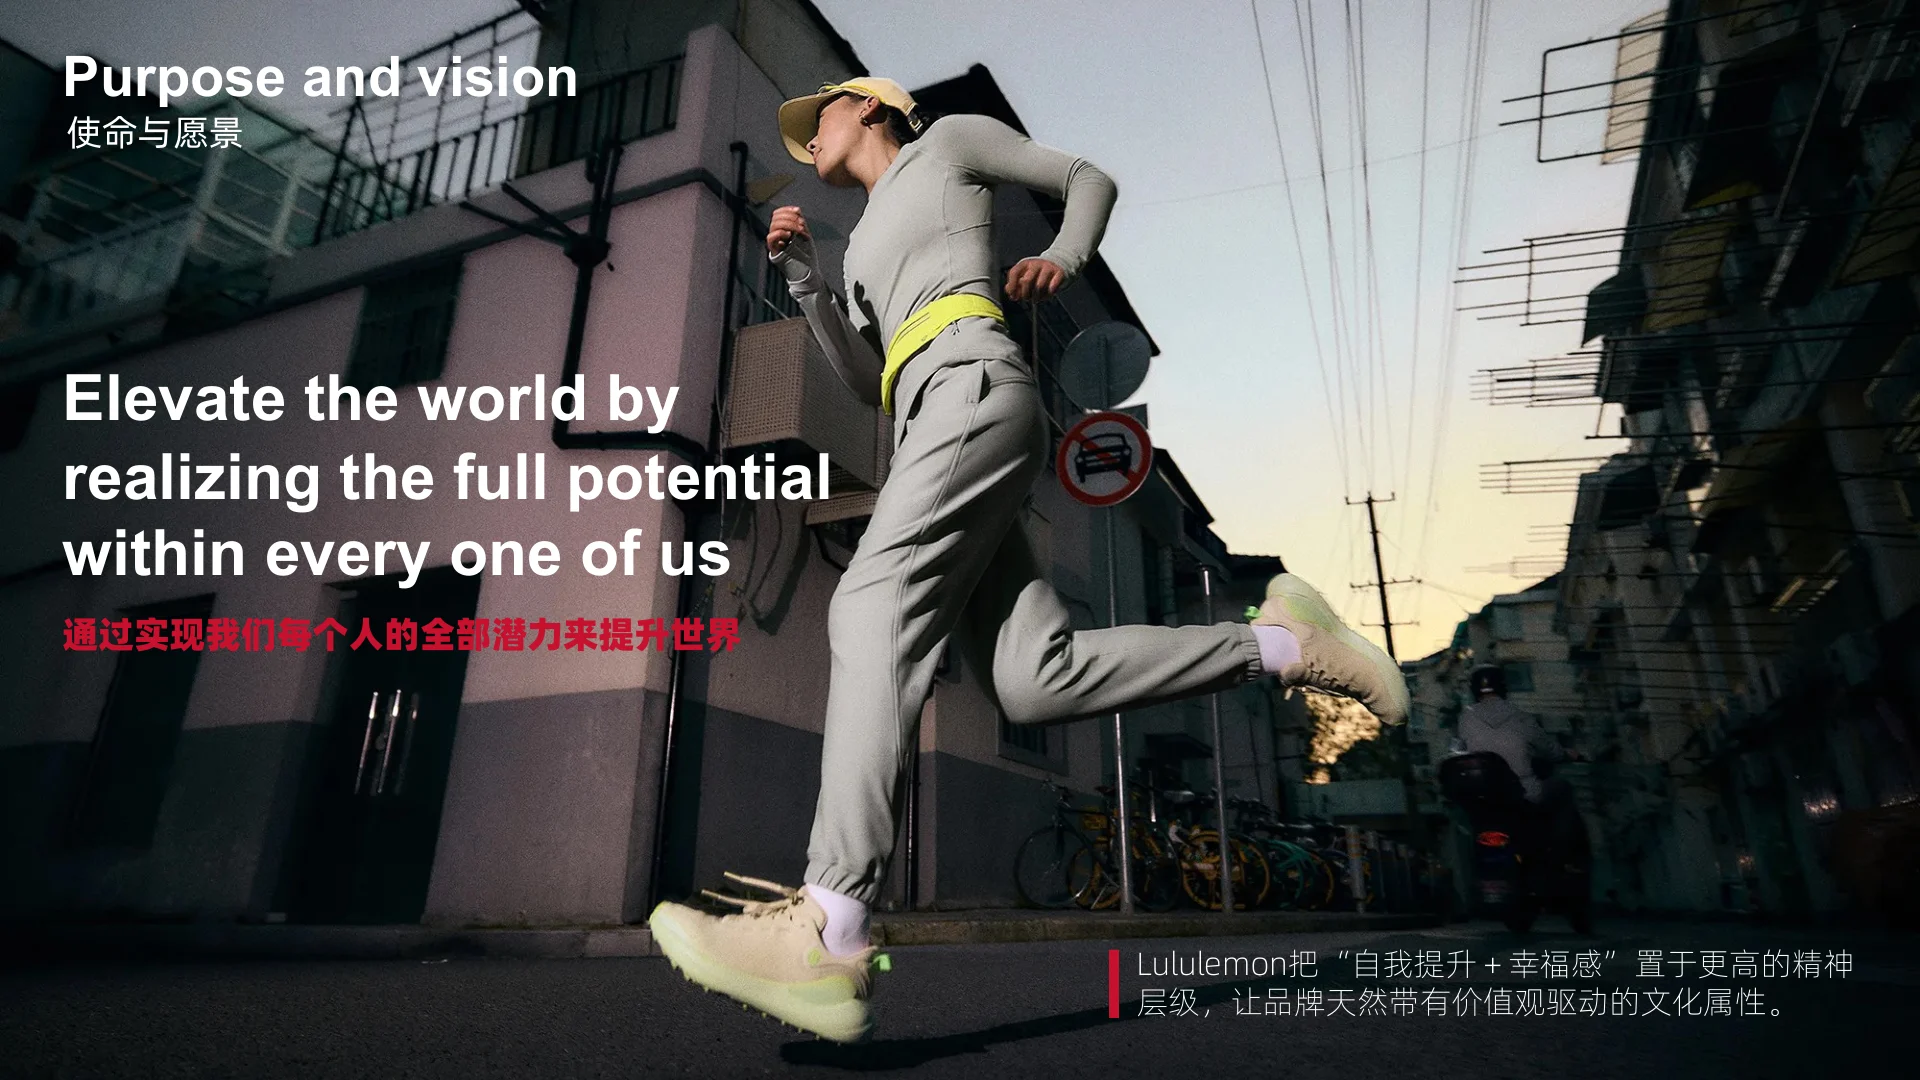 Purpose and vision
使命与愿景
Elevate the world by
realizing the full potential
within every one of us
通过实现我们每个人的全部潜力来提升世界
Lululemon把“自我提升+幸福感”置于更高的精神
层级，让品牌天然带有价值观驱动的文化属性。